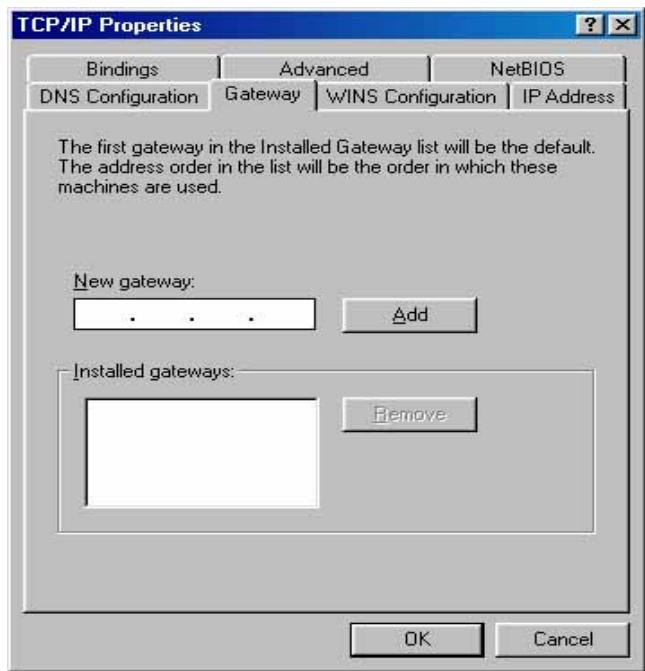 TCP/IP Properties
Bindings Advanced NetBIOS
DNS Configuration Gateway WINS Configuration IP Address
The first gateway in the Installed Gateway list will be the default.
The address order in the list will be the order in which these
machines are used.
New gateway:
. . .
Add
Installed gateways:
Remove
OK Cancel